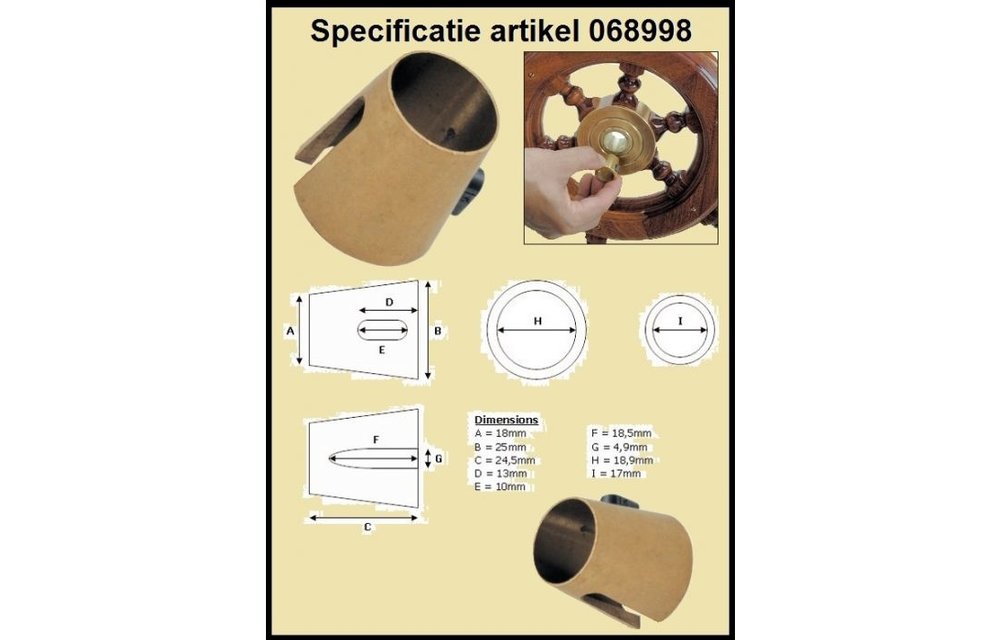 Specificatie artikel 068998
D
A
B
E
H
I
F
G
C
Dimensions
A = 18mm
B = 25mm
C = 24,5mm
D = 13mm
E = 10mm
F = 18,5mm
G = 4,9mm
H = 18,9mm
I = 17mm